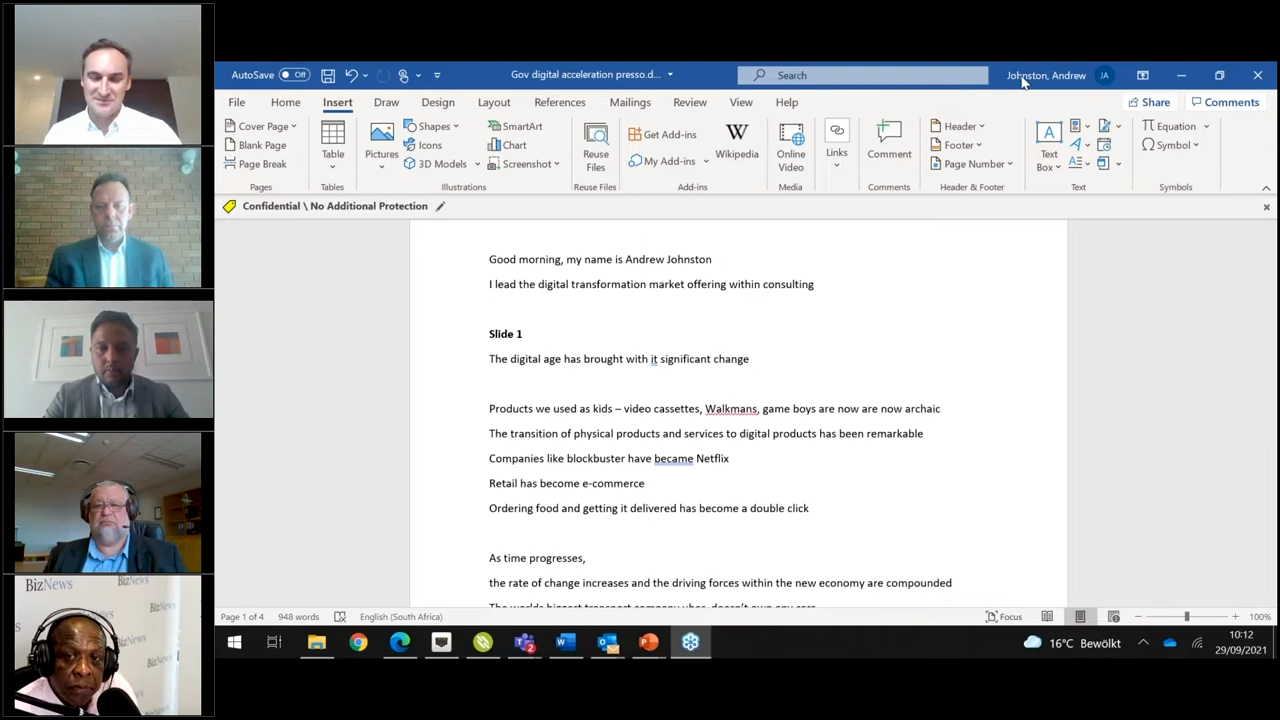 AutoSave Off
Gov digital acceleration presso.d...
Search
Johnston, Andrew
JA
File Home Insert Draw Design Layout References Mailings Review View Help
Share
Comments
Cover Page
Blank Page
Page Break
Pages
Table
Tables
Pictures
Shapes
Icons
3D Models
SmartArt
Chart
Screenshot
Illustrations
Reuse
Files
Reuse Files
Get Add-ins
My Add-ins
Wikipedia
Add-ins
Online
Video
Media
Links
Comment
Comments
Header
Footer
Page Number
Header & Footer
Text
Box
Text
Equation
Symbol
Symbols
Confidential \ No Additional Protection
Good morning, my name is Andrew Johnston
I lead the digital transformation market offering within consulting
Slide 1
The digital age has brought with it significant change
Products we used as kids – video cassettes, Walkmans, game boys are now are now archaic
The transition of physical products and services to digital products has been remarkable
Companies like blockbuster have became Netflix
Retail has become e-commerce
Ordering food and getting it delivered has become a double click
As time progresses,
the rate of change increases and the driving forces within the new economy are compounded
Page 1 of 4 948 words English (South Africa)
Focus
100%
16°C Bewölkt
10:12
29/09/2021
BizNews
BizNews
BizNews
BizNews